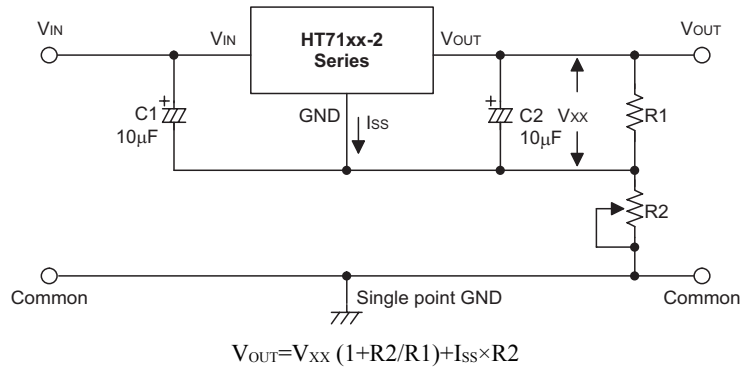 VIN
VIN
HT71xx-2
Series
VOUT
VOUT
GND
ISS
C1
10μF
C2
10μF
VXX
R1
R2
Common
Single point GND
Common
VOUT=VXX (1+R2/R1)+ISS×R2